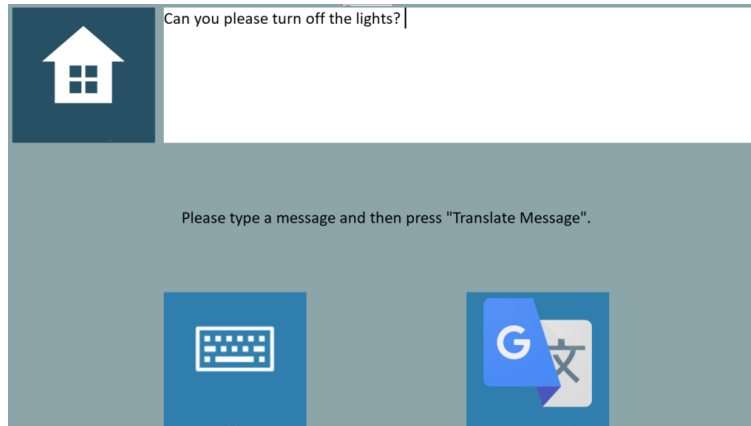 Can you please turn off the lights?
Please type a message and then press "Translate Message".
G
文